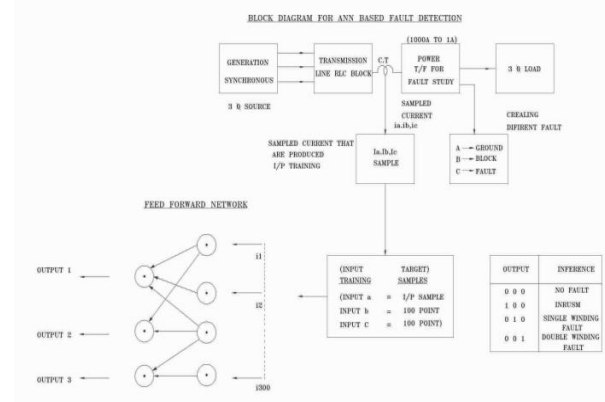 BLOCK DIAGRAM FOR ANN BASED FAULT DETECTION
(1000A TO 1A)
GENERATION
SYNCHRONOUS
TRANSMISSION
LINE RLC BLOCK
C.T
POWER
T/F FOR
FAULT STUDY
3 ϕ LOAD
3 ϕ SOURCE
SAMPLED
CURRENT
ia,ib,ic
CREALING
DIFIRENT FAULT
SAMPLED CURRENT THAT
ARE PRODUCED
I/P TRAINING
Ia,Ib,Ic
SAMPLE
A GROUND
B BLOCK
C FAULT
FEED FORWARD NETWORK
i1
i2
i300
OUTPUT 1
OUTPUT 2
OUTPUT 3
(INPUT TARGET)
TRAINING SAMPLES
(INPUT a = I/P SAMPLE
INPUT b = 100 POINT
INPUT C = 100 POINT)
OUTPUT INFERENCE
0 0 0 NO FAULT
1 0 0 INRUSM
0 1 0 SINGLE WINDING
FAULT
0 0 1 DOUBLE WINDING
FAULT